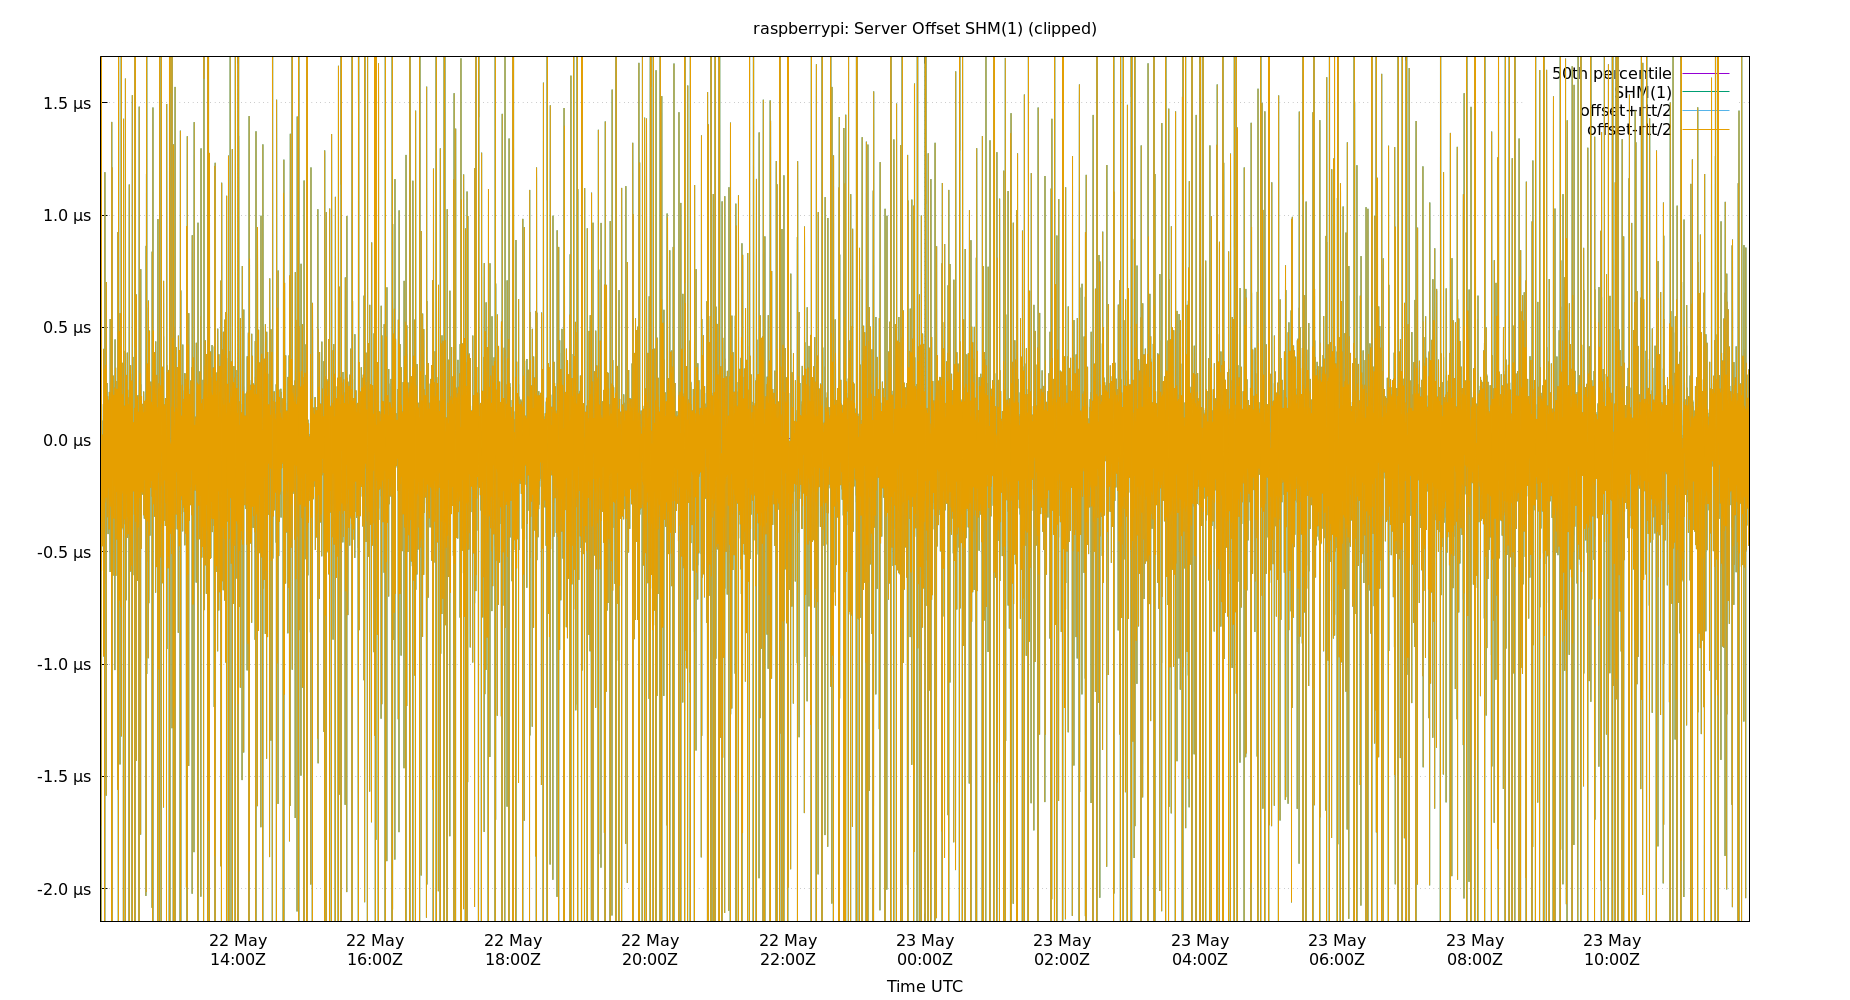 raspberrypi: Server Offset SHM(1) (clipped)
50th percentile
SHM(1)
offset+rtt/2
offset-rtt/2
1.5 µs
1.0 µs
0.5 µs
0.0 µs
-0.5 µs
-1.0 µs
-1.5 µs
-2.0 µs
22 May 22 May 22 May 22 May 22 May 23 May 23 May 23 May 23 May 23 May 23 May
14:00Z 16:00Z 18:00Z 20:00Z 22:00Z 00:00Z 02:00Z 04:00Z 06:00Z 08:00Z 10:00Z
Time UTC